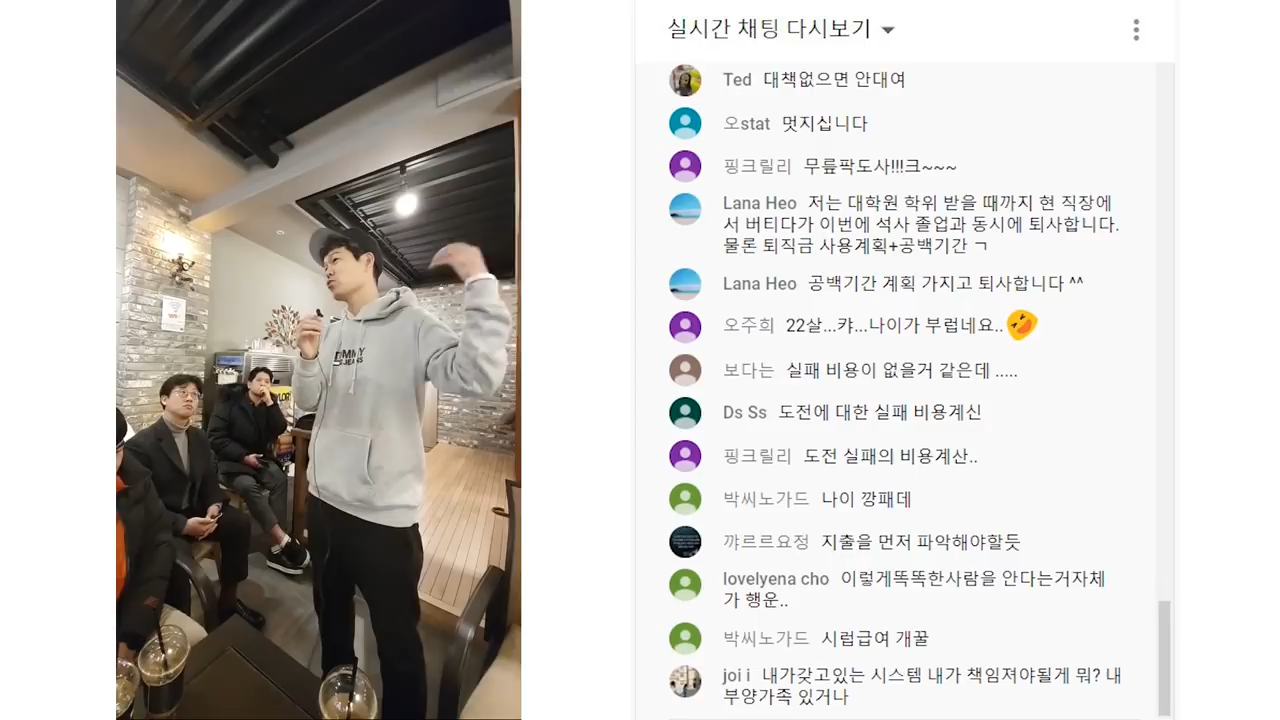 실시간 채팅 다시보기
Ted 대책없으면 안대여
오stat 멋지십니다
핑크릴리 무릎팍도사!!!크~~~
Lana Heo 저는 대학원 학위 받을 때까지 현 직장에
서 버티다가 이번에 석사 졸업과 동시에 퇴사합니다.
물론 퇴직금 사용계획+공백기간 ㄱ
Lana Heo 공백기간 계획 가지고 퇴사합니다 ^^
오주희 22살...캬...나이가 부럽네요..🤣
보다는 실패 비용이 없을거 같은데 .....
Ds Ss 도전에 대한 실패 비용계신
핑크릴리 도전 실패의 비용계산..
박씨노가드 나이 깡패데
꺄르르요정 지출을 먼저 파악해야할듯
lovelyena cho 이렇게똑똑한사람을 안다는거자체
가 행운..
박씨노가드 시럽급여 개꿀
joi i 내가갖고있는 시스템 내가 책임져야될게 뭐? 내
부양가족 있거나
TOMMY
JEANS